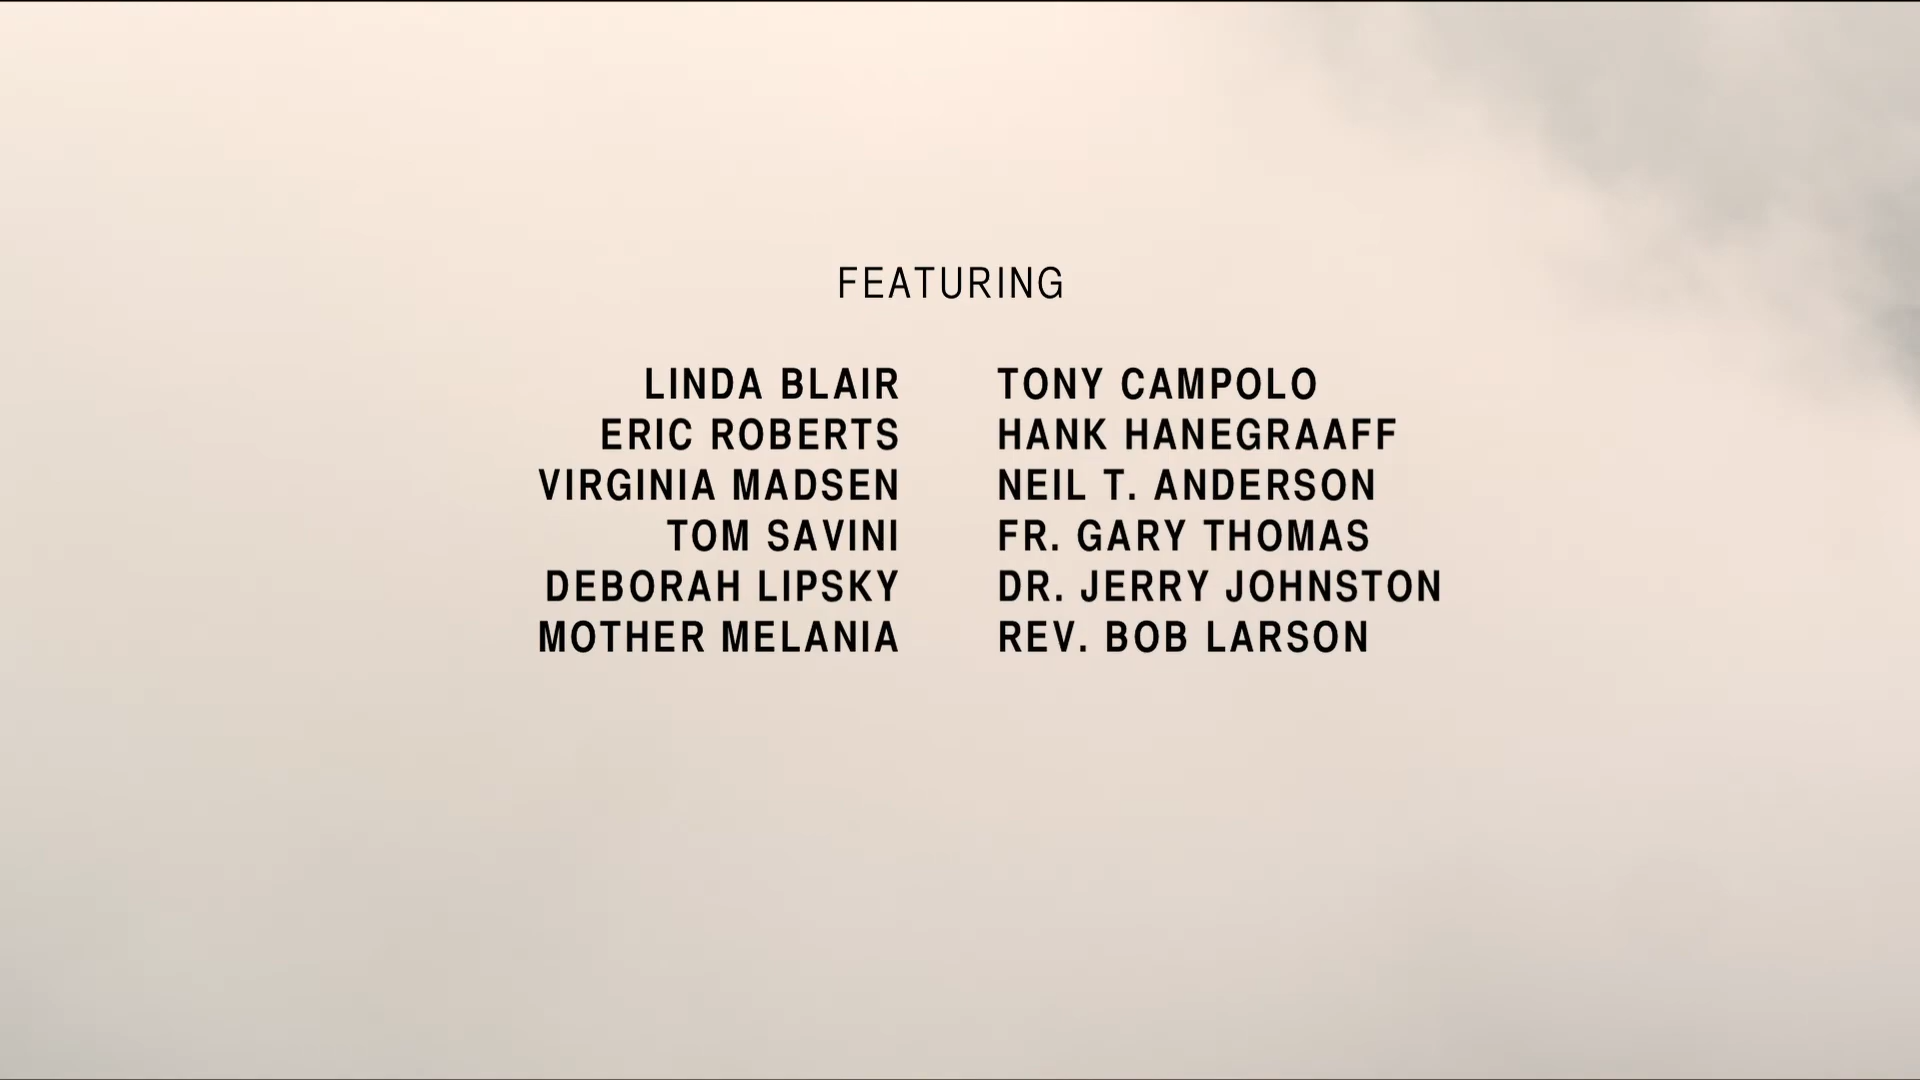 FEATURING
LINDA BLAIR
ERIC ROBERTS
VIRGINIA MADSEN
TOM SAVINI
DEBORAH LIPSKY
MOTHER MELANIA
TONY CAMPOLO
HANK HANEGRAAFF
NEIL T. ANDERSON
FR. GARY THOMAS
DR. JERRY JOHNSTON
REV. BOB LARSON